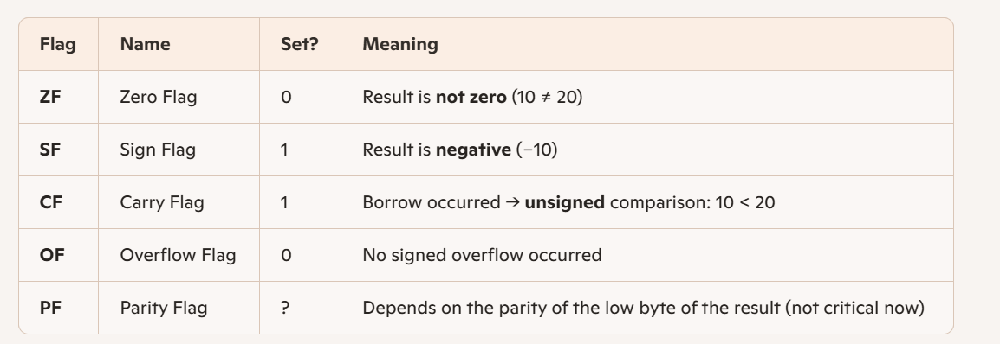 Flag Name Set? Meaning
ZF Zero Flag 0 Result is not zero (10 ≠ 20)
SF Sign Flag 1 Result is negative (−10)
CF Carry Flag 1 Borrow occurred → unsigned comparison: 10 < 20
OF Overflow Flag 0 No signed overflow occurred
PF Parity Flag ? Depends on the parity of the low byte of the result (not critical now)